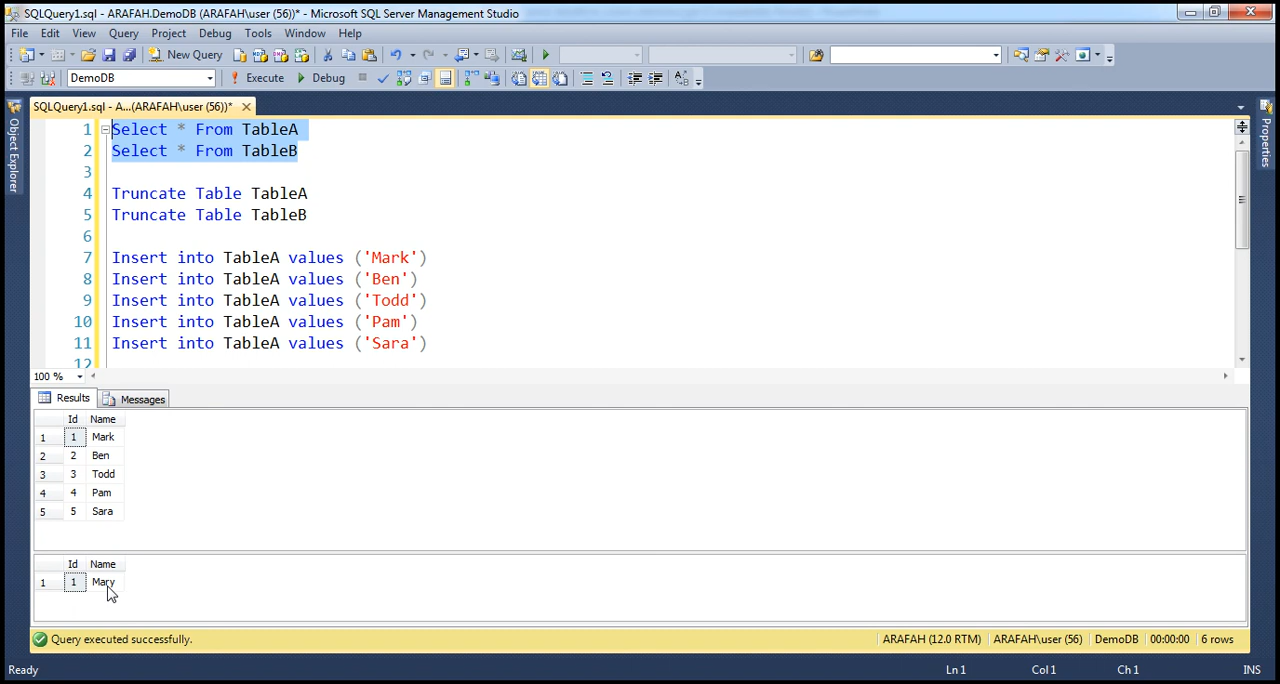 SQLQuery1.sql - ARAFAH.DemoDB (ARAFAH\user (56))* - Microsoft SQL Server Management Studio
File Edit View Query Project Debug Tools Window Help
New Query
DemoDB Execute Debug
SQLQuery1.sql - A...(ARAFAH\user (56))*
Object Explorer
Properties
1 Select * From TableA
2 Select * From TableB
3
4 Truncate Table TableA
5 Truncate Table TableB
6
7 Insert into TableA values ('Mark')
8 Insert into TableA values ('Ben')
9 Insert into TableA values ('Todd')
10 Insert into TableA values ('Pam')
11 Insert into TableA values ('Sara')
12
100 %
Results Messages
Id Name
1 1 Mark
2 2 Ben
3 3 Todd
4 4 Pam
5 5 Sara
Id Name
1 1 Mary
Query executed successfully. ARAFAH (12.0 RTM) ARAFAH\user (56) DemoDB 00:00:00 6 rows
Ready Ln 1 Col 1 Ch 1 INS